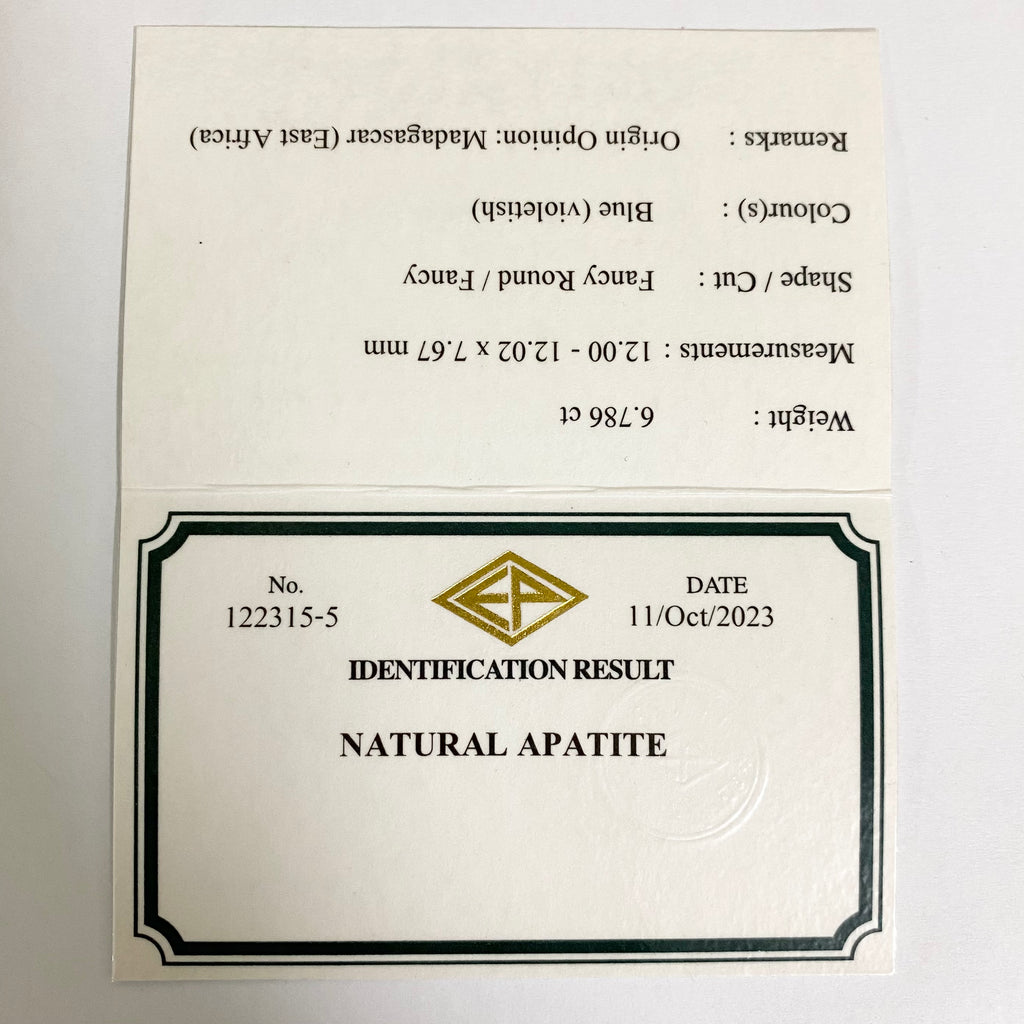 Weight : 6.786 ct
Measurements : 12.00 - 12.02 x 7.67 mm
Shape / Cut : Fancy Round / Fancy
Colour(s) : Blue (violetish)
Remarks : Origin Opinion: Madagascar (East Africa)
No. DATE
122315-5 11/Oct/2023
EP
IDENTIFICATION RESULT
NATURAL APATITE